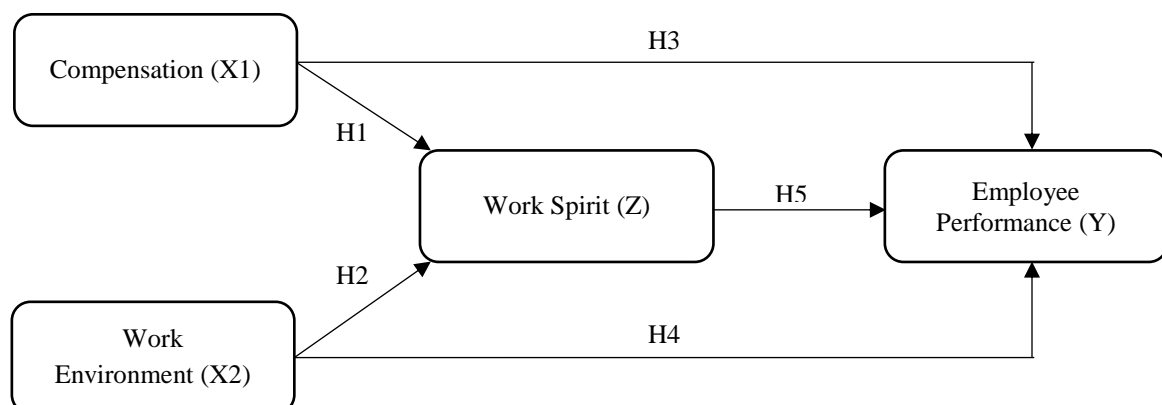 H3
Compensation (X1)
H1
Work Spirit (Z)
H5
Employee
Performance (Y)
H2
H4
Work
Environment (X2)